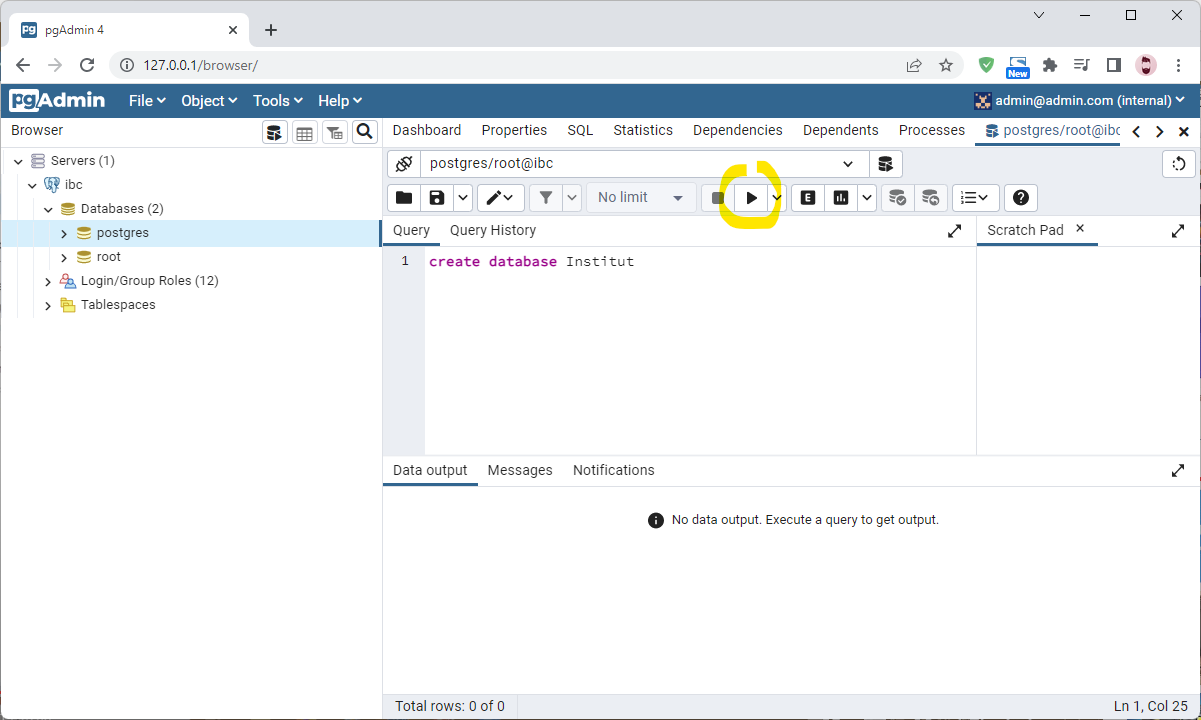 pg pgAdmin 4
127.0.0.1/browser/
New
pgAdmin File Object Tools Help admin@admin.com (internal)
Browser
Dashboard Properties SQL Statistics Dependencies Dependents Processes postgres/root@ibc
Servers (1)
ibc
Databases (2)
postgres
root
Login/Group Roles (12)
Tablespaces
postgres/root@ibc
No limit
E
Query Query History
Scratch Pad
1 create database Institut
Data output Messages Notifications
No data output. Execute a query to get output.
Total rows: 0 of 0
Ln 1, Col 25